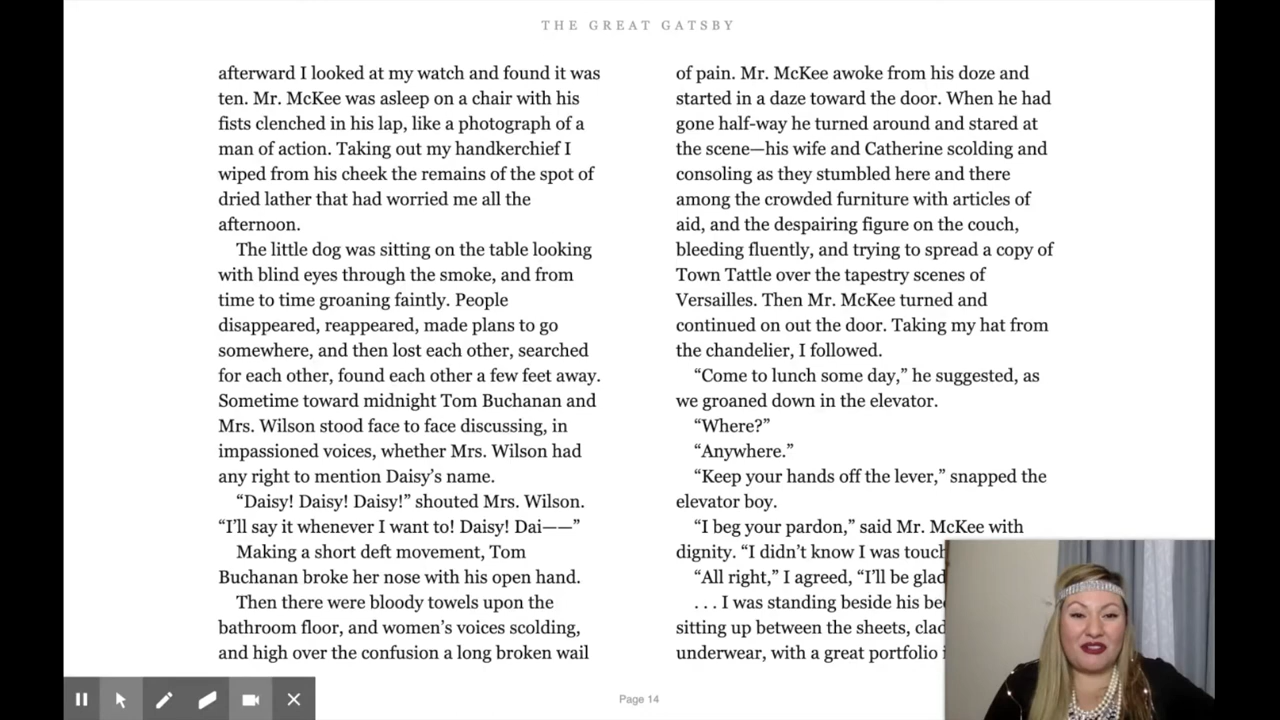 THE GREAT GATSBY
afterward I looked at my watch and found it was
ten. Mr. McKee was asleep on a chair with his
fists clenched in his lap, like a photograph of a
man of action. Taking out my handkerchief I
wiped from his cheek the remains of the spot of
dried lather that had worried me all the
afternoon.
The little dog was sitting on the table looking
with blind eyes through the smoke, and from
time to time groaning faintly. People
disappeared, reappeared, made plans to go
somewhere, and then lost each other, searched
for each other, found each other a few feet away.
Sometime toward midnight Tom Buchanan and
Mrs. Wilson stood face to face discussing, in
impassioned voices, whether Mrs. Wilson had
any right to mention Daisy’s name.
“Daisy! Daisy! Daisy!” shouted Mrs. Wilson.
“I’ll say it whenever I want to! Daisy! Dai——”
Making a short deft movement, Tom
Buchanan broke her nose with his open hand.
Then there were bloody towels upon the
bathroom floor, and women’s voices scolding,
and high over the confusion a long broken wail
of pain. Mr. McKee awoke from his doze and
started in a daze toward the door. When he had
gone half-way he turned around and stared at
the scene—his wife and Catherine scolding and
consoling as they stumbled here and there
among the crowded furniture with articles of
aid, and the despairing figure on the couch,
bleeding fluently, and trying to spread a copy of
Town Tattle over the tapestry scenes of
Versailles. Then Mr. McKee turned and
continued on out the door. Taking my hat from
the chandelier, I followed.
“Come to lunch some day,” he suggested, as
we groaned down in the elevator.
“Where?”
“Anywhere.”
“Keep your hands off the lever,” snapped the
elevator boy.
“I beg your pardon,” said Mr. McKee with
dignity. “I didn’t know I was touch
“All right,” I agreed, “I’ll be glad
. . . I was standing beside his be
sitting up between the sheets, clad
underwear, with a great portfolio
Page 14